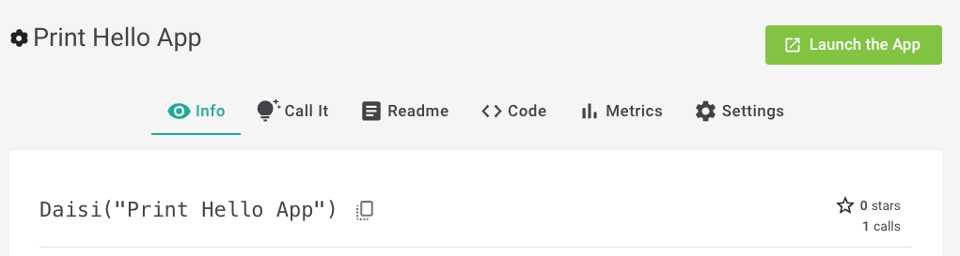 Print Hello App
Launch the App
Info
Call It
Readme
Code
Metrics
Settings
Daisi("Print Hello App")
0 stars
1 calls